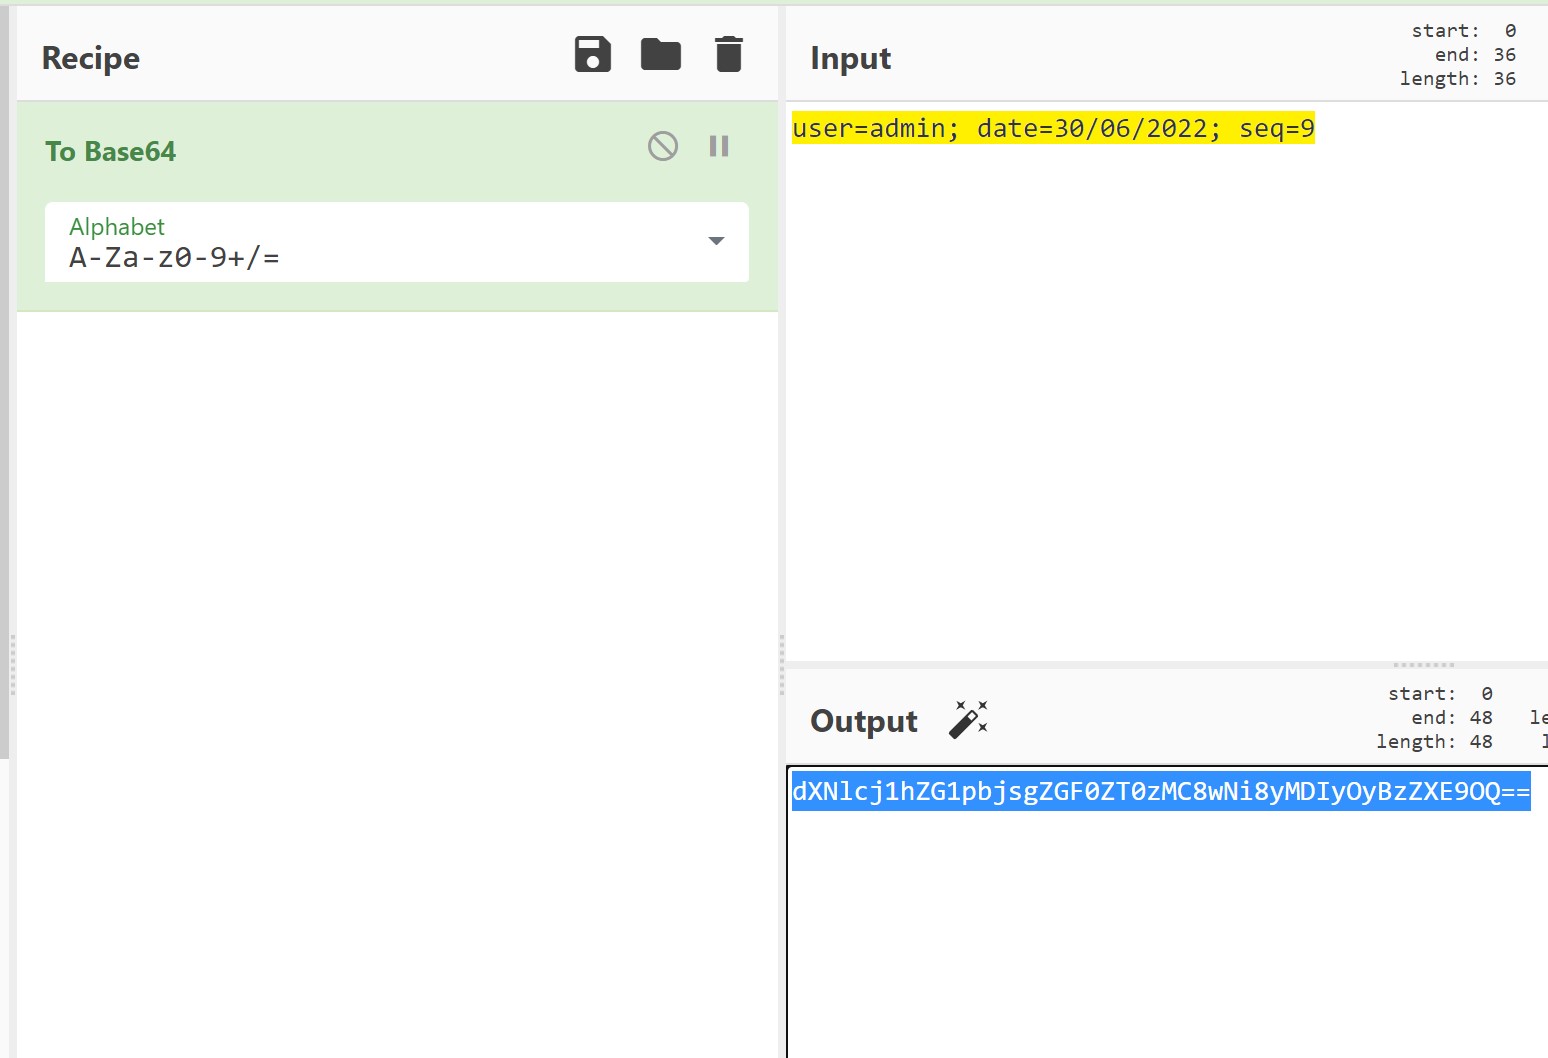 Recipe
To Base64
Alphabet
A-Za-z0-9+/=
Input
start: 0
end: 36
length: 36
user=admin; date=30/06/2022; seq=9
Output
start: 0
end: 48
length: 48
dXNlcj1hZG1pbjsgZGF0ZT0zMC8wNi8yMDIyOyBzZXE9OQ==